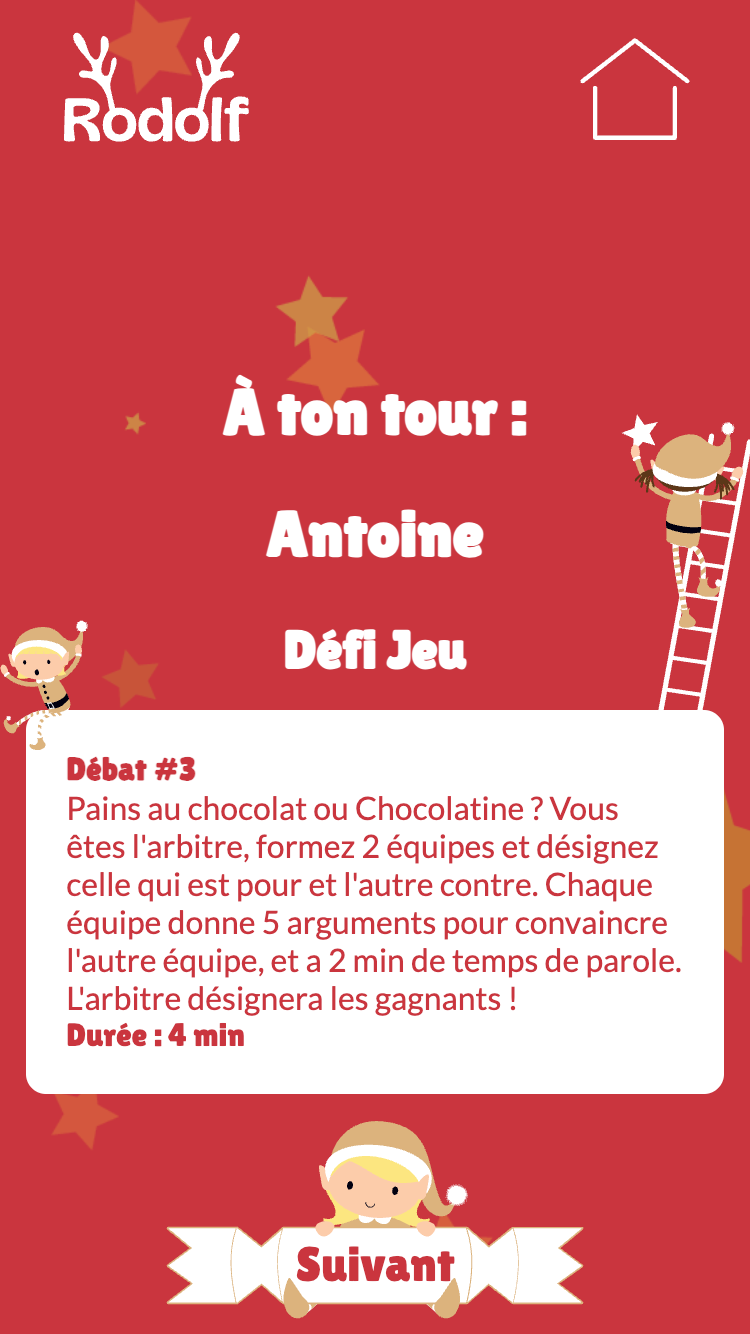 Rodolf
À ton tour :
Antoine
Défi Jeu
Débat #3
Pains au chocolat ou Chocolatine ? Vous
êtes l'arbitre, formez 2 équipes et désignez
celle qui est pour et l'autre contre. Chaque
équipe donne 5 arguments pour convaincre
l'autre équipe, et a 2 min de temps de parole.
L'arbitre désignera les gagnants !
Durée : 4 min
Suivant